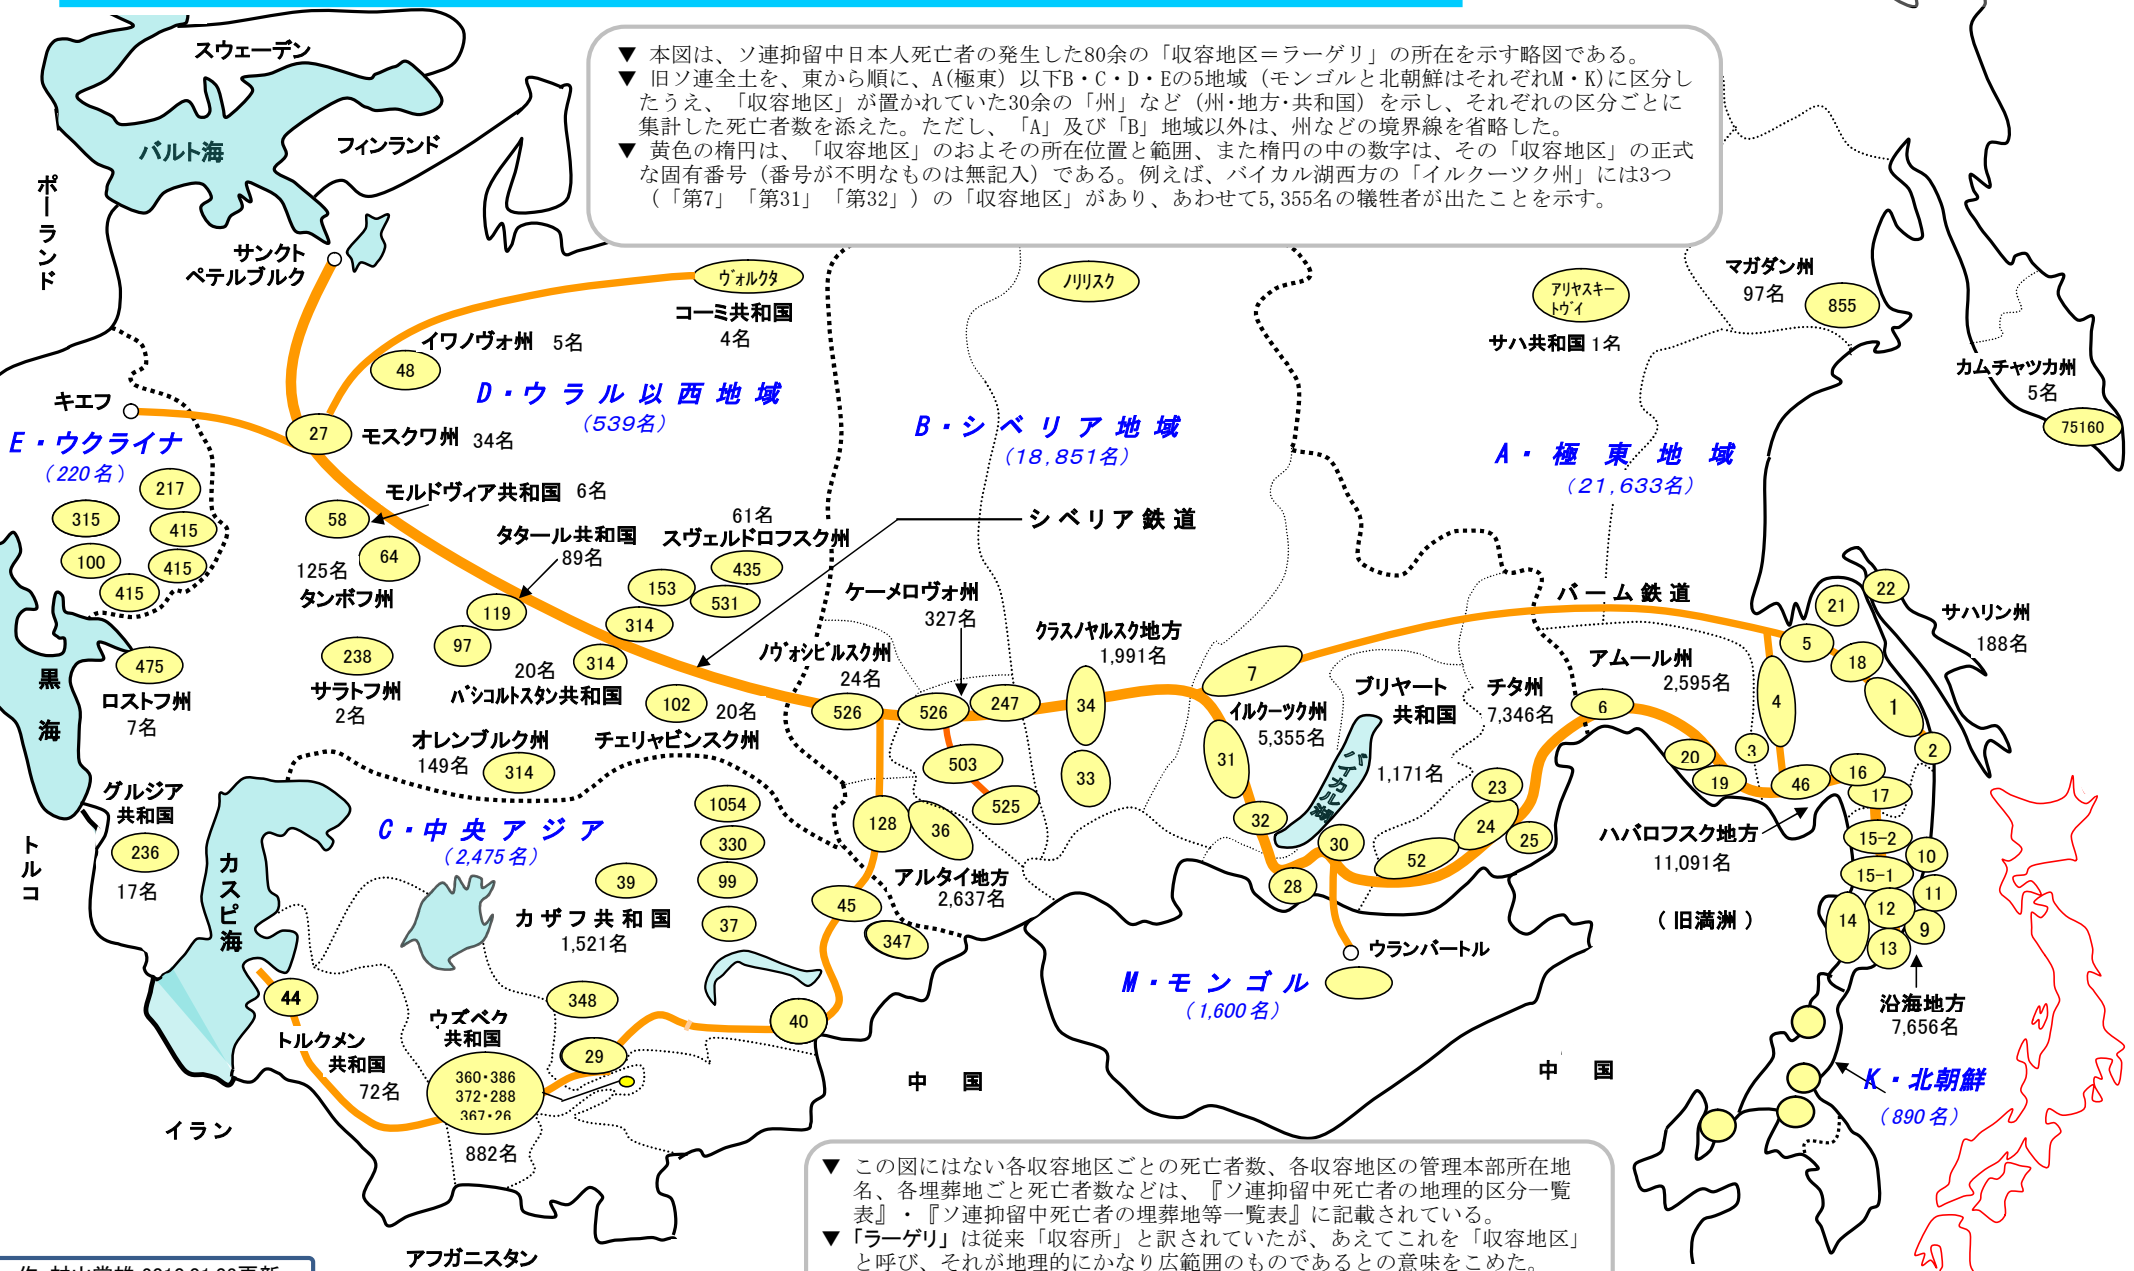 ▼ 本図は、ソ連抑留中日本人死亡者の発生した80余の「収容地区＝ラーゲリ」の所在を示す略図である。
▼ 旧ソ連全土を、東から順に、A(極東）以下B・C・D・Eの5地域（モンゴルと北朝鮮はそれぞれM・K)に区分し
たうえ、「収容地区」が置かれていた30余の「州」など（州・地方・共和国）を示し、それぞれの区分ごとに
集計した死亡者数を添えた。ただし、「A」及び「B」地域以外は、州などの境界線を省略した。
▼ 黄色の楕円は、「収容地区」のおよその所在位置と範囲、また楕円の中の数字は、その「収容地区」の正式
な固有番号（番号が不明なものは無記入）である。例えば、バイカル湖西方の「イルクーツク州」には3つ
（「第7」「第31」「第32」）の「収容地区」があり、あわせて5,355名の犠牲者が出たことを示す。
スウェーデン
バルト海
フィンランド
ポーランド
サンクト
ペテルブルク
ヴォルクタ
コーミ共和国
4名
イワノヴォ州 5名
48
D・ウラル以西地域
(539名)
キエフ
27
モスクワ州 34名
E・ウクライナ
（220名）
217
315
415
100
415
415
モルドヴィア共和国 6名
58
64
125名
タンボフ州
タタール共和国
89名
119
97
61名
スヴェルドロフスク州
435
153
531
314
314
20名
バシコルトスタン共和国
238
サラトフ州
2名
475
ロストフ州
7名
黒海
102
20名
チェリャビンスク州
オレンブルク州
149名
314
グルジア
共和国
236
17名
トルコ
カスピ海
C・中央アジア
（2,475名）
1054
330
99
37
39
カザフ共和国
1,521名
348
44
トルクメン
共和国
72名
ウズベク
共和国
360・386
372・288
367・26
882名
29
40
45
347
イラン
アフガニスタン
ノリリスク
B・シベリア地域
(18,851名)
シベリア鉄道
ケーメロヴォ州
327名
ノヴォシビルスク州
24名
526
526
247
503
525
128
36
アルタイ地方
2,637名
クラスノヤルスク地方
1,991名
34
33
7
31
イルクーツク州
5,355名
32
バイカル湖
ブリヤート
共和国
1,171名
28
30
チタ州
7,346名
23
24
25
52
アリヤスキー
トヴイ
サハ共和国 1名
マガダン州
97名
855
カムチャツカ州
5名
75160
A・極東地域
(21,633名)
バーム鉄道
アムール州
2,595名
6
20
19
3
4
5
21
22
18
1
2
サハリン州
188名
46
16
17
ハバロフスク地方
11,091名
15-2
15-1
10
11
12
9
14
13
（旧満洲）
沿海地方
7,656名
M・モンゴル
（1,600名）
ウランバートル
中国
中国
K・北朝鮮
（890名）
▼ この図にはない各収容地区ごとの死亡者数、各収容地区の管理本部所在地
名、各埋葬地ごと死亡者数などは、『ソ連抑留中死亡者の地理的区分一覧
表』・『ソ連抑留中死亡者の埋葬地等一覧表』に記載されている。
▼ 「ラーゲリ」は従来「収容所」と訳されていたが、あえてこれを「収容地区」
と呼び、それが地理的にかなり広範囲のものであるとの意味をこめた。